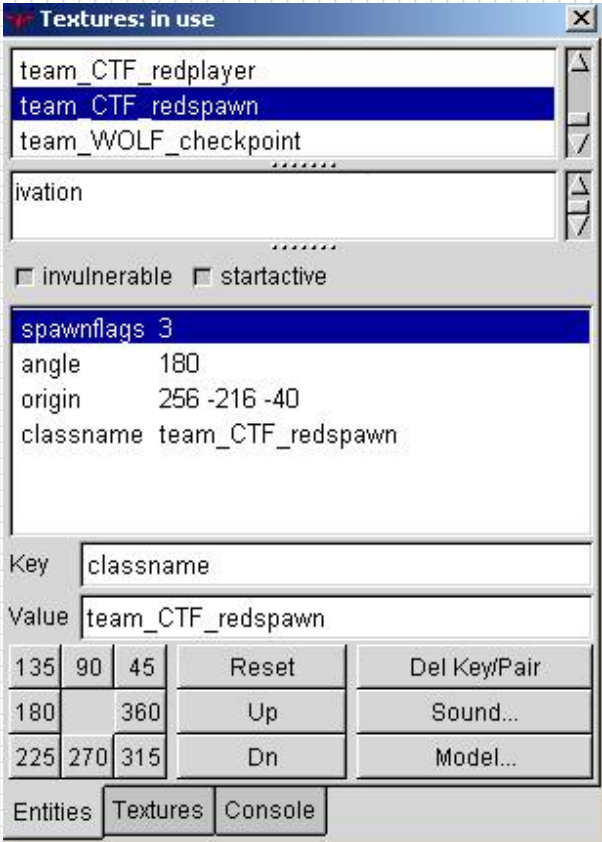 Textures: in use
team_CTF_redplayer
team_CTF_redspawn
team_WOLF_checkpoint
ivation
invulnerable startactive
spawnflags 3
angle 180
origin 256 -216 -40
classname team_CTF_redspawn
Key classname
Value team_CTF_redspawn
135 90 45 Reset Del Key/Pair
180 360 Up Sound...
225 270 315 Dn Model...
Entities Textures Console